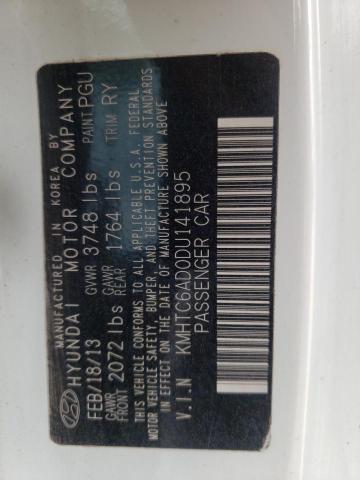 MANUFACTURED IN KOREA BY
HYUNDAI MOTOR COMPANY
FEB/18/13 GVWR 3748 lbs PAINT PGU
GAWR FRONT 2072 lbs GAWR REAR 1764 lbs TRIM RY
THIS VEHICLE CONFORMS TO ALL APPLICABLE U.S.A. FEDERAL
MOTOR VEHICLE SAFETY, BUMPER, AND THEFT PREVENTION STANDARDS
IN EFFECT ON THE DATE OF MANUFACTURE SHOWN ABOVE
V.I.N KMHTC6AD0DU141895
PASSENGER CAR